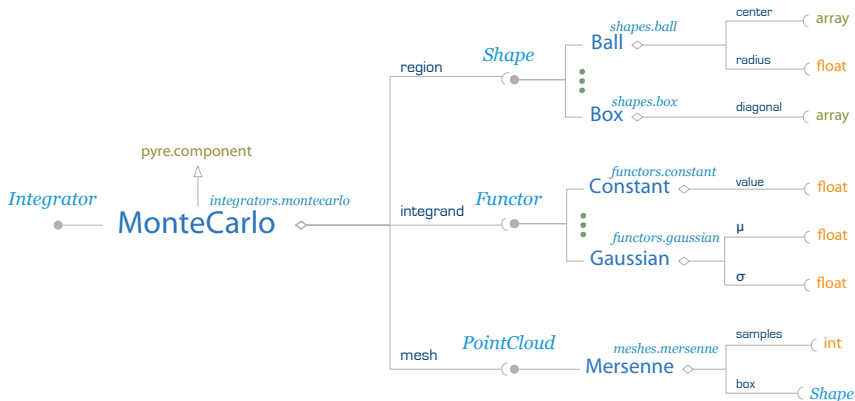 shapes.ball
center
array
Ball
Shape
radius
float
region
shapes.box
Box
diagonal
array
pyre.component
functors.constant
Constant
value
float
Integrator
integrators.montecarlo
MonteCarlo
integrand
Functor
functors.gaussian
μ
float
Gaussian
σ
float
PointCloud
meshes.mersenne
samples
int
mesh
Mersenne
box
Shape